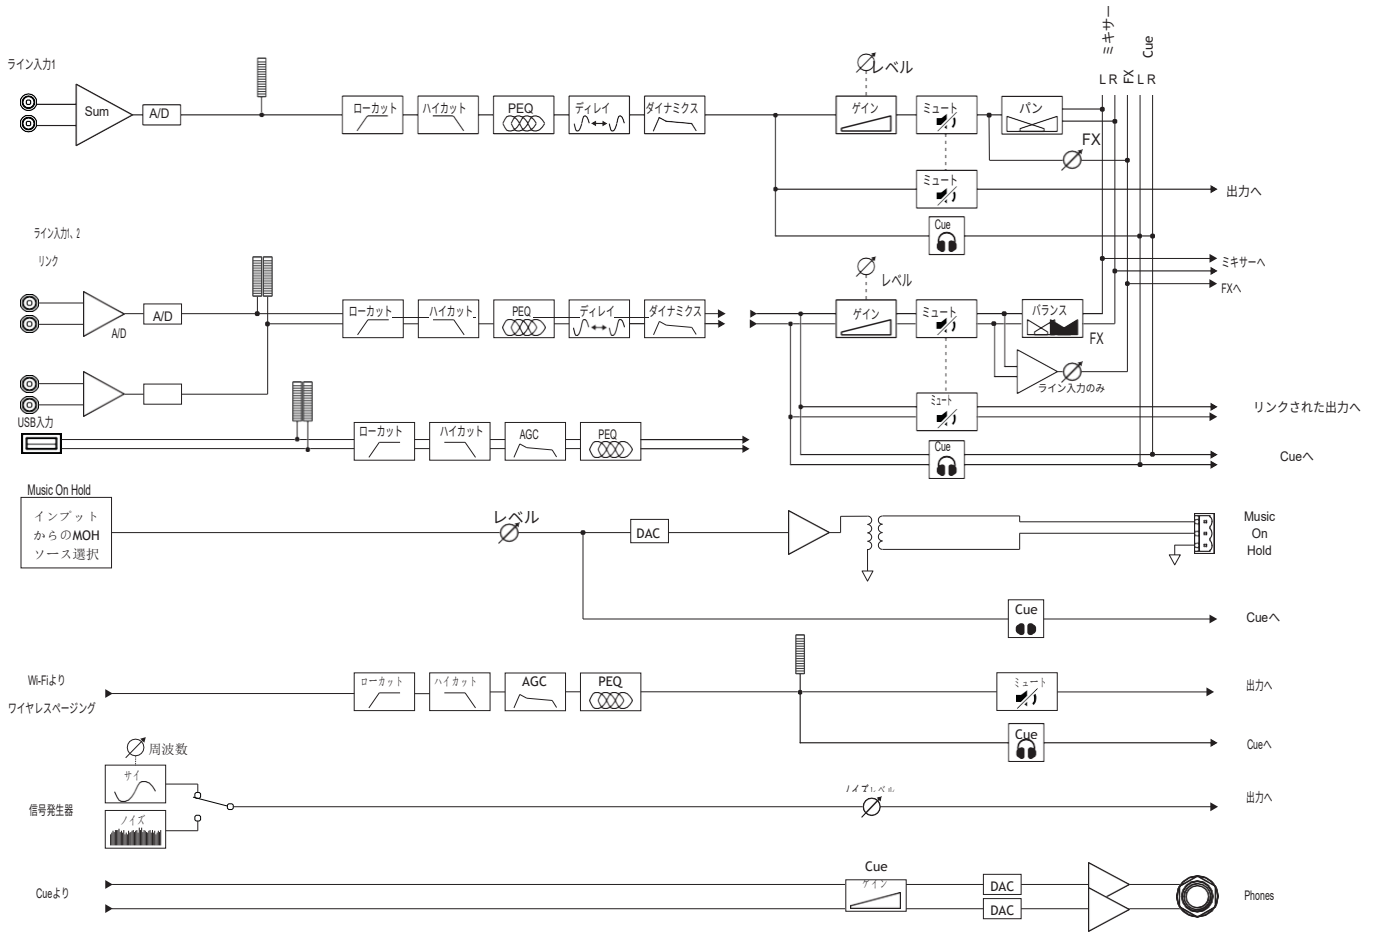 ミキサー
Cue
FX
L R
L R
レベル
ライン入力1
Sum
A/D
ローカット
ハイカット
PEQ
ディレイ
ダイナミクス
ゲイン
ミュート
パン
FX
ミュート
出力へ
Cue
ライン入力1、2
リンク
レベル
ミキサーへ
FXへ
A/D
A/D
ローカット
ハイカット
PEQ
ディレイ
ダイナミクス
ゲイン
ミュート
バランス
FX
ライン入力のみ
ミュート
リンクされた出力へ
USB入力
ローカット
ハイカット
AGC
PEQ
Cue
Cueへ
Music On Hold
インプット
からのMOH
ソース選択
レベル
DAC
Music
On
Hold
Cue
Cueへ
Wi-Fiより
ワイヤレスページング
ローカット
ハイカット
AGC
PEQ
ミュート
出力へ
Cue
Cueへ
周波数
サイ
信号発生器
ノイズ
ノイズレベル
出力へ
Cue
Cueより
ゲイン
DAC
DAC
Phones